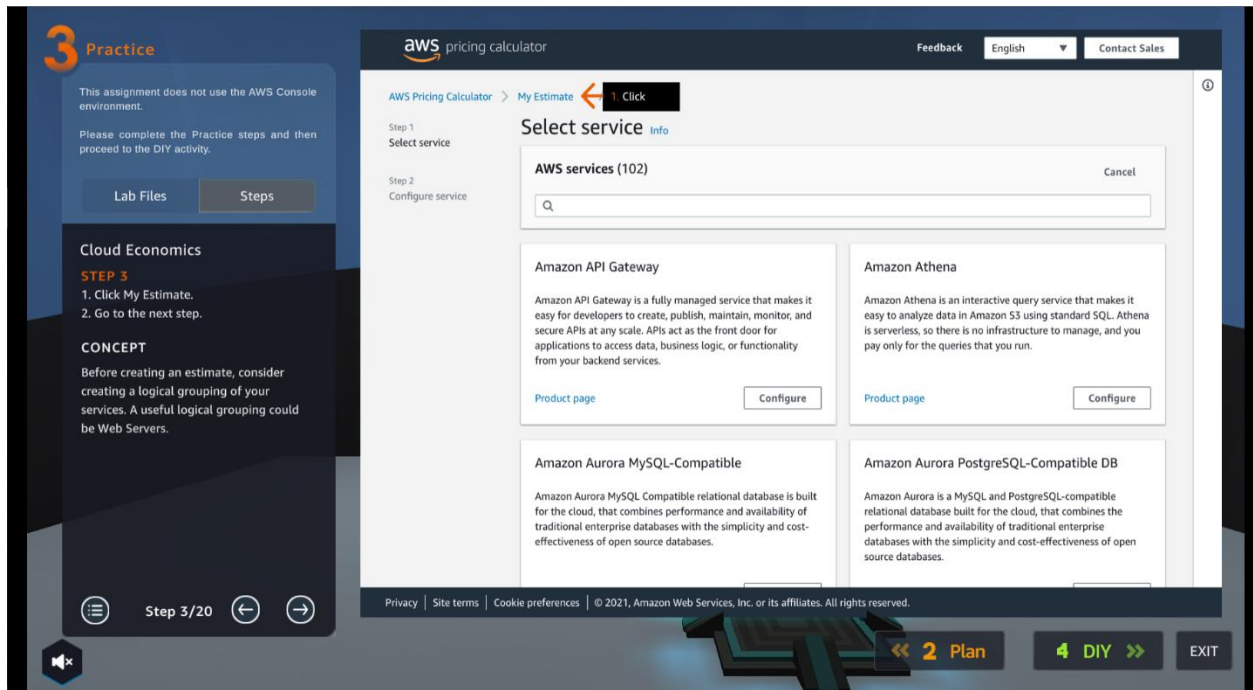 3 Practice
This assignment does not use the AWS Console
environment.
Please complete the Practice steps and then
proceed to the DIY activity.
Lab Files
Steps
Cloud Economics
STEP 3
1. Click My Estimate.
2. Go to the next step.
CONCEPT
Before creating an estimate, consider
creating a logical grouping of your
services. A useful logical grouping could
be Web Servers.
Step 3/20
aws pricing calculator
Feedback
English
Contact Sales
AWS Pricing Calculator > My Estimate
1. Click
Step 1
Select service
Step 2
Configure service
Select service Info
AWS services (102)
Cancel
Amazon API Gateway
Amazon API Gateway is a fully managed service that makes it
easy for developers to create, publish, maintain, monitor, and
secure APIs at any scale. APIs act as the front door for
applications to access data, business logic, or functionality
from your backend services.
Product page
Configure
Amazon Athena
Amazon Athena is an interactive query service that makes it
easy to analyze data in Amazon S3 using standard SQL. Athena
is serverless, so there is no infrastructure to manage, and you
pay only for the queries that you run.
Product page
Configure
Amazon Aurora MySQL-Compatible
Amazon Aurora MySQL Compatible relational database is built
for the cloud, that combines performance and availability of
traditional enterprise databases with the simplicity and cost-
effectiveness of open source databases.
Amazon Aurora PostgreSQL-Compatible DB
Amazon Aurora is a MySQL and PostgreSQL-compatible
relational database built for the cloud, that combines the
performance and availability of traditional enterprise
databases with the simplicity and cost-effectiveness of open
source databases.
Privacy | Site terms | Cookie preferences | © 2021, Amazon Web Services, Inc. or its affiliates. All rights reserved.
<< 2 Plan
4 DIY >>
EXIT